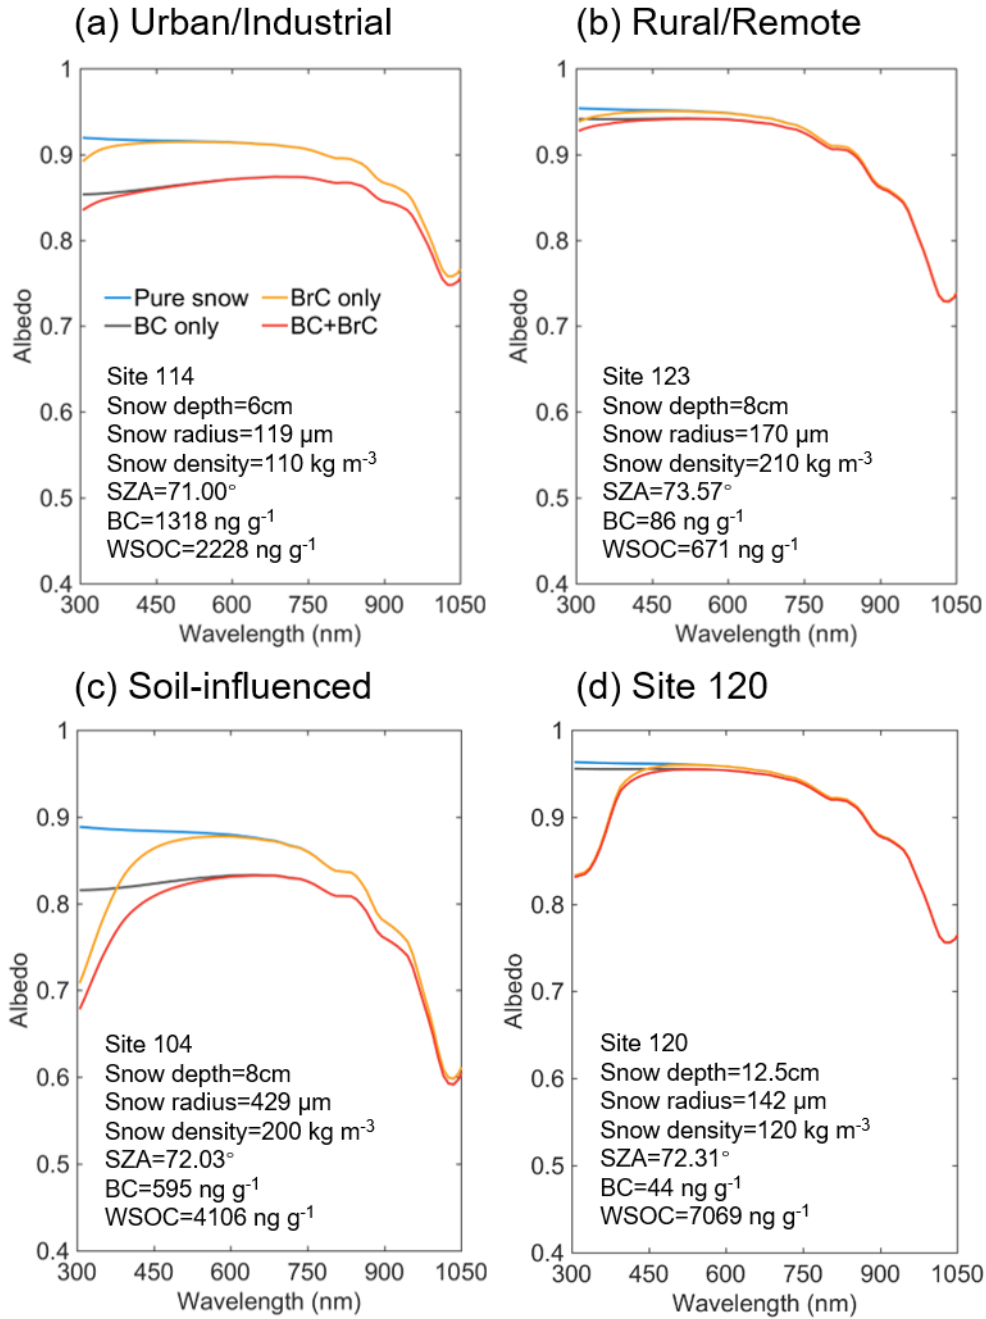 (a) Urban/Industrial
1
0.9
0.8
0.7
0.6
0.5
0.4
Albedo
Pure snow
BrC only
BC only
BC+BrC
Site 114
Snow depth=6cm
Snow radius=119 µm
Snow density=110 kg m-3
SZA=71.00°
BC=1318 ng g-1
WSOC=2228 ng g-1
300 450 600 750 900 1050
Wavelength (nm)
(b) Rural/Remote
1
0.9
0.8
0.7
0.6
0.5
0.4
Albedo
Site 123
Snow depth=8cm
Snow radius=170 µm
Snow density=210 kg m-3
SZA=73.57°
BC=86 ng g-1
WSOC=671 ng g-1
300 450 600 750 900 1050
Wavelength (nm)
(c) Soil-influenced
1
0.9
0.8
0.7
0.6
0.5
0.4
Albedo
Site 104
Snow depth=8cm
Snow radius=429 µm
Snow density=200 kg m-3
SZA=72.03°
BC=595 ng g-1
WSOC=4106 ng g-1
300 450 600 750 900 1050
Wavelength (nm)
(d) Site 120
1
0.9
0.8
0.7
0.6
0.5
0.4
Albedo
Site 120
Snow depth=12.5cm
Snow radius=142 µm
Snow density=120 kg m-3
SZA=72.31°
BC=44 ng g-1
WSOC=7069 ng g-1
300 450 600 750 900 1050
Wavelength (nm)